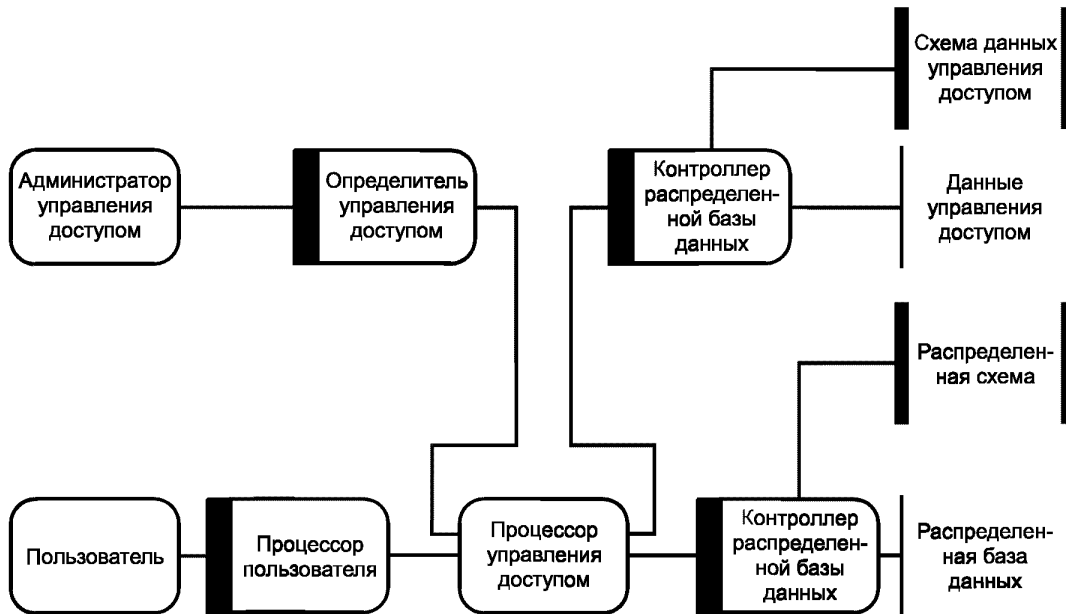 Схема данных
управления
доступом
Администратор
управления
доступом
Определитель
управления
доступом
Контроллер
распределен-
ной базы
данных
Данные
управления
доступом
Распределен-
ная схема
Пользователь
Процессор
пользователя
Процессор
управления
доступом
Контроллер
распределен-
ной базы
данных
Распределен-
ная база
данных